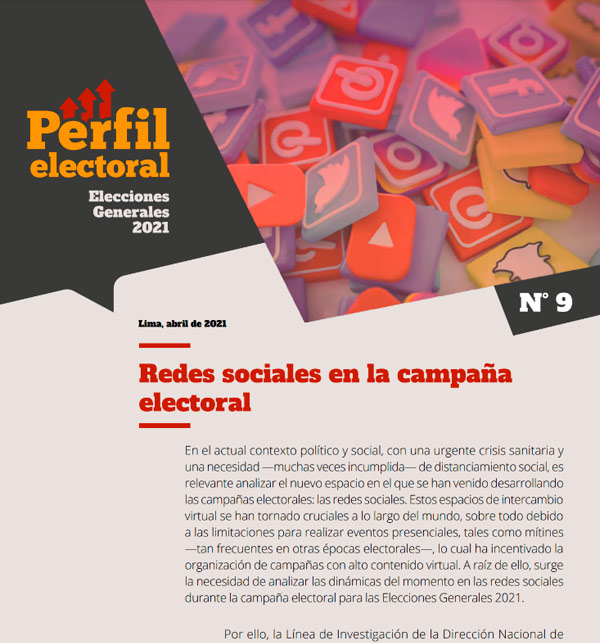 Perfil
electoral
Elecciones
Generales
2021
N° 9
Lima, abril de 2021
Redes sociales en la campaña
electoral
En el actual contexto político y social, con una urgente crisis sanitaria y
una necesidad —muchas veces incumplida— de distanciamiento social, es
relevante analizar el nuevo espacio en el que se han venido desarrollando
las campañas electorales: las redes sociales. Estos espacios de intercambio
virtual se han tornado cruciales a lo largo del mundo, sobre todo debido
a las limitaciones para realizar eventos presenciales, tales como mítines
—tan frecuentes en otras épocas electorales—, lo cual ha incentivado la
organización de campañas con alto contenido virtual. A raíz de ello, surge
la necesidad de analizar las dinámicas del momento en las redes sociales
durante la campaña electoral para las Elecciones Generales 2021.
Por ello, la Línea de Investigación de la Dirección Nacional de